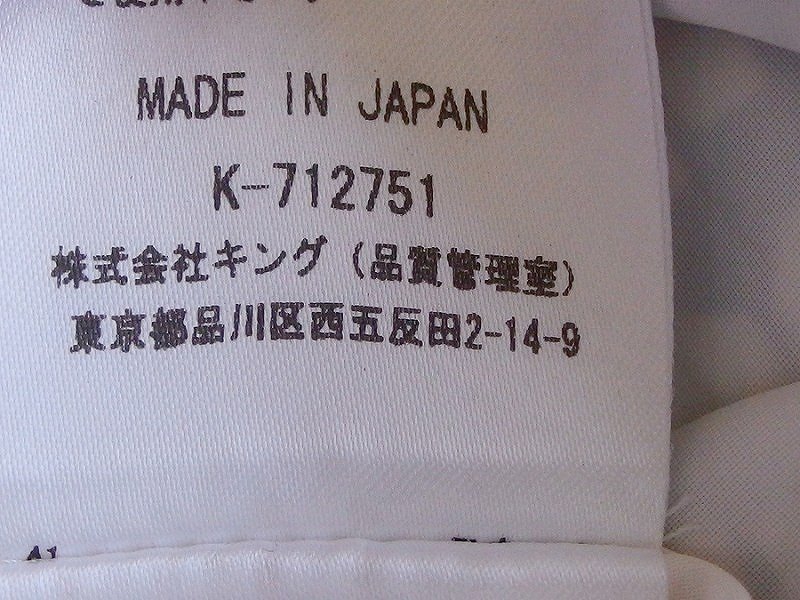 MADE IN JAPAN
K-712751
株式会社キング(品質管理室)
東京都品川区西五反田2-14-9